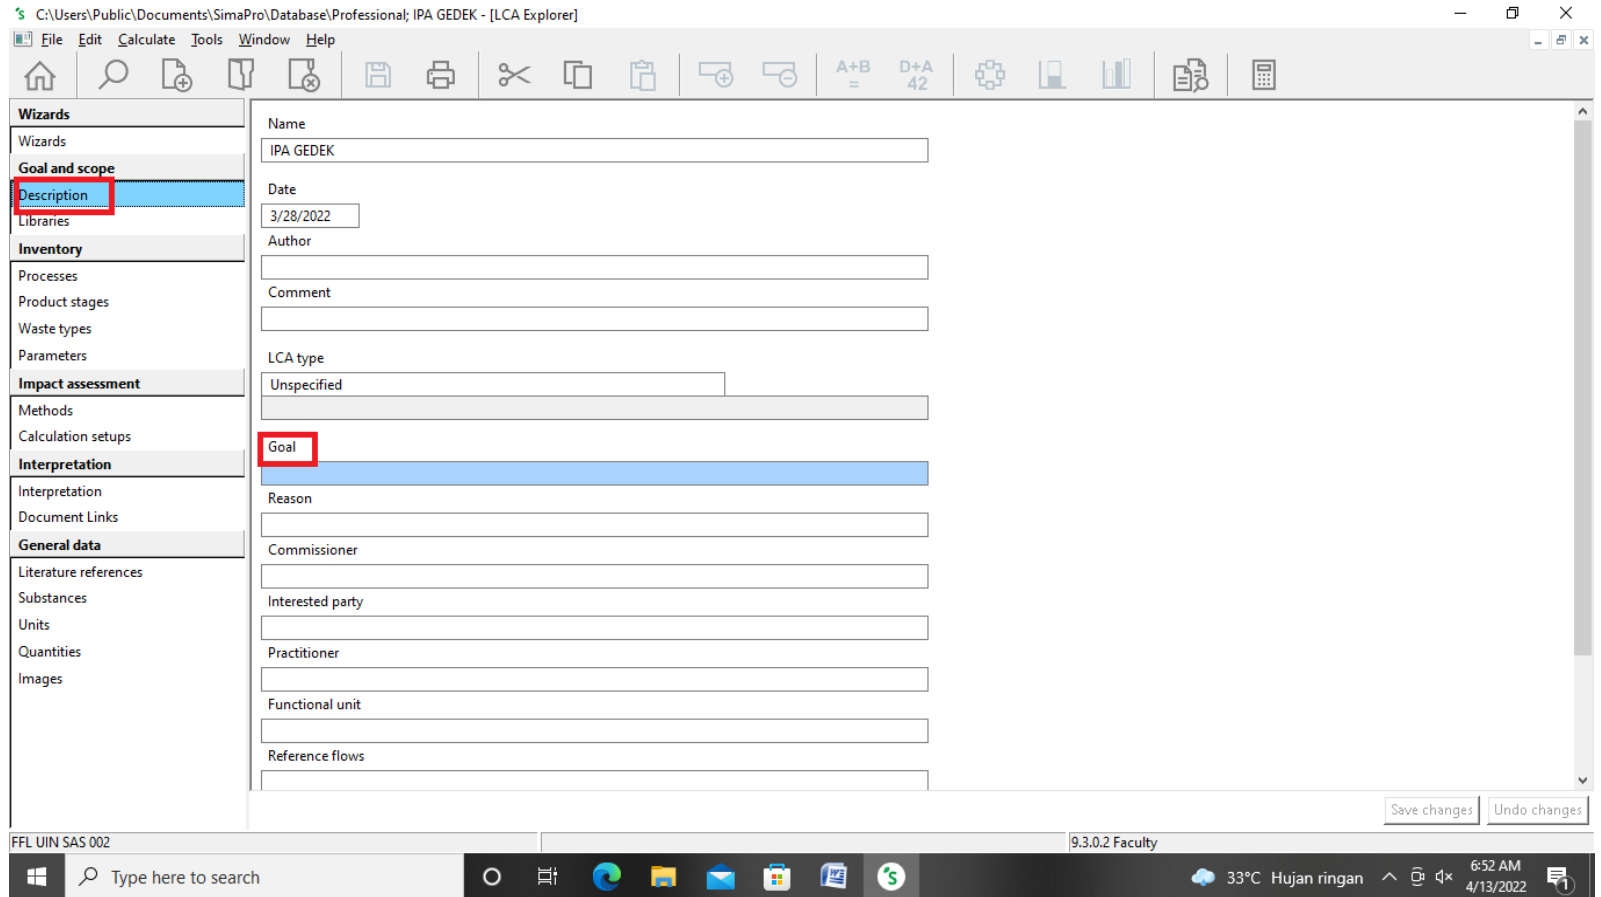 C:\Users\Public\Documents\SimaPro\Database\Professional; IPA GEDEK - [LCA Explorer]
File Edit Calculate Tools Window Help
A+B
=
D+A
42
Wizards
Wizards
Goal and scope
Description
Libraries
Inventory
Processes
Product stages
Waste types
Parameters
Impact assessment
Methods
Calculation setups
Interpretation
Interpretation
Document Links
General data
Literature references
Substances
Units
Quantities
Images
Name
IPA GEDEK
Date
3/28/2022
Author
Comment
LCA type
Unspecified
Goal
Reason
Commissioner
Interested party
Practitioner
Functional unit
Reference flows
Save changes Undo changes
FFL UIN SAS 002
9.3.0.2 Faculty
Type here to search
33°C Hujan ringan
6:52 AM
4/13/2022
1